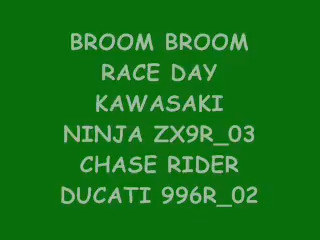 BROOM BROOM
RACE DAY
KAWASAKI
NINJA ZX9R_03
CHASE RIDER
DUCATI 996R_02